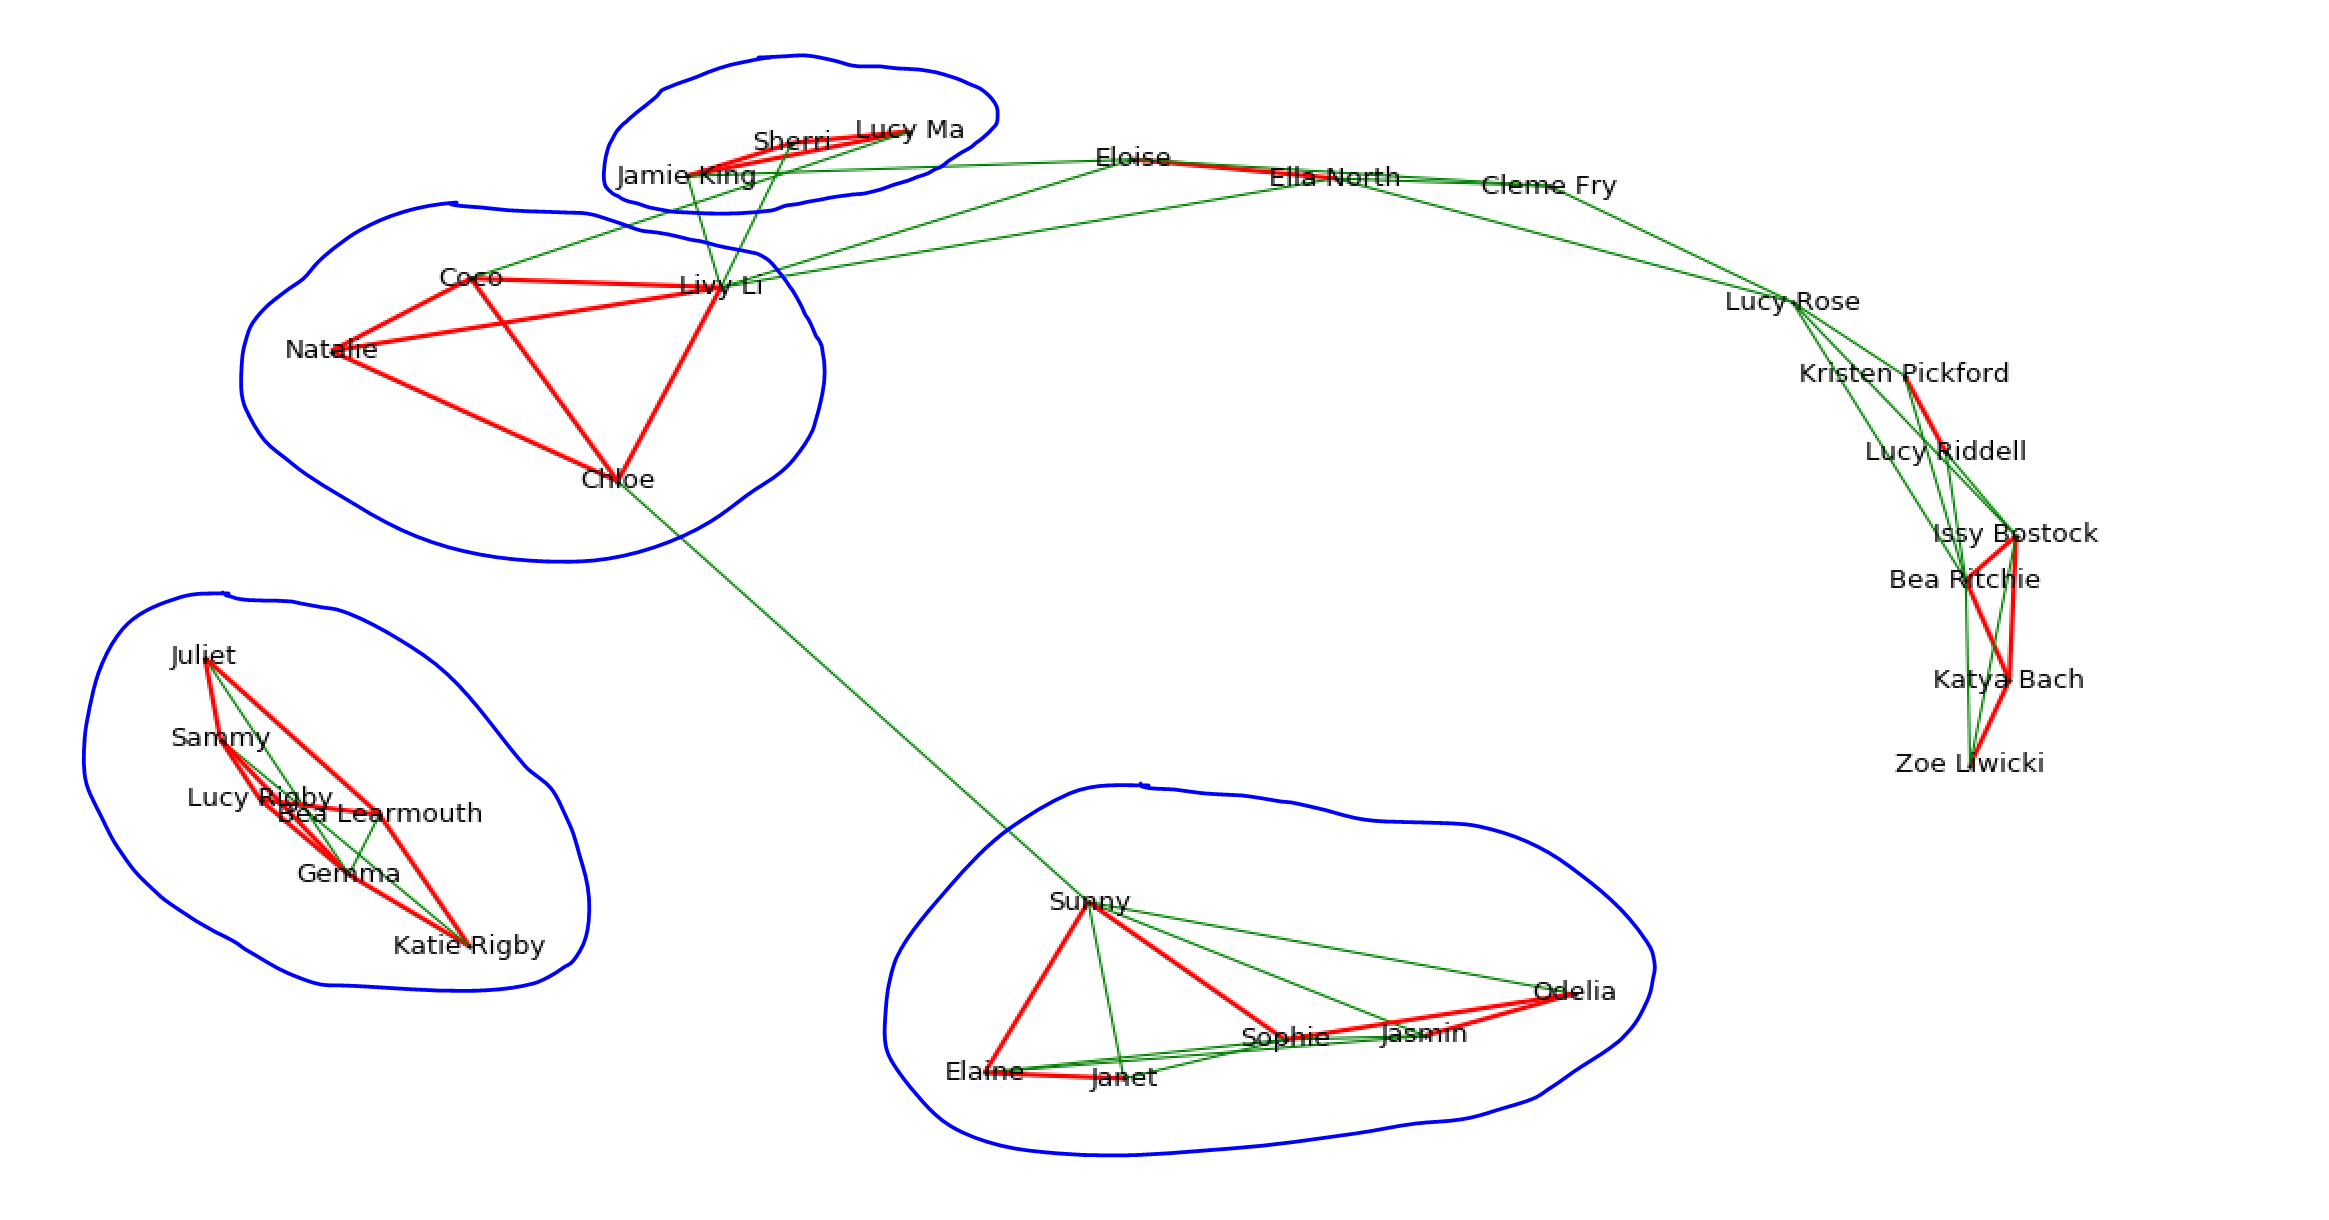 Lucy Ma
Sherri
Jamie King
Eloise
Ella North
Cleme Fry
Coco
Livy Li
Lucy Rose
Natalie
Kristen Pickford
Lucy Riddell
Chloe
Issy Bostock
Bea Ritchie
Juliet
Katya Bach
Sammy
Zoe Liwicki
Lucy Rigby
Bea Learmouth
Gemma
Sunny
Katie Rigby
Odelia
Sophie
Jasmin
Elaine
Janet